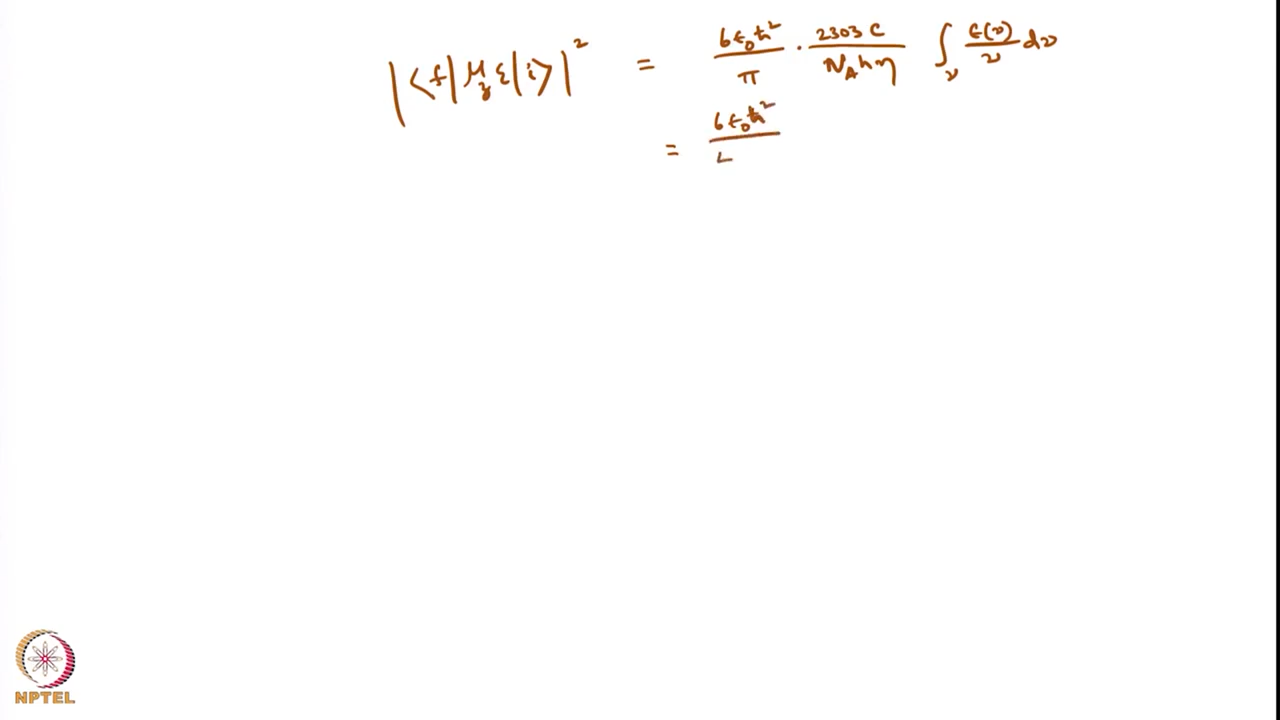 |<f|μ_z ε|i>|² = 6ε₀ħ²/π · 2303 c/(N_A h η) ∫_ν ε(ν)/ν dν
= 6ε₀ħ²/
NPTEL